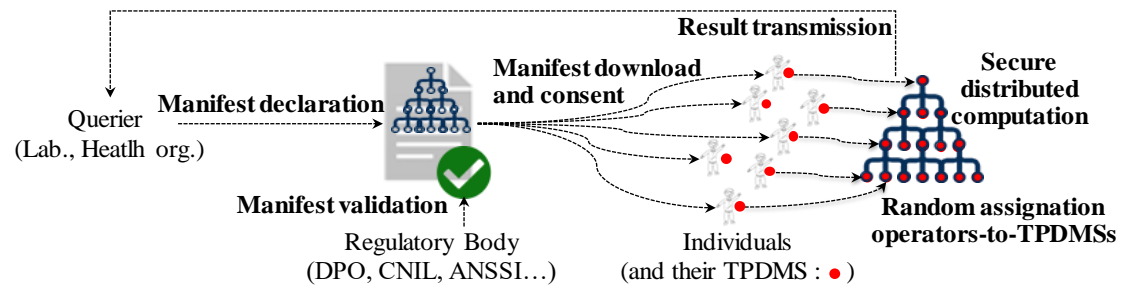 Result transmission
Manifest download
and consent
Secure
distributed
computation
Manifest declaration
Querier
(Lab., Heatlh org.)
Manifest validation
Random assignation
operators-to-TPDMSs
Regulatory Body
(DPO, CNIL, ANSSI…)
Individuals
(and their TPDMS : )